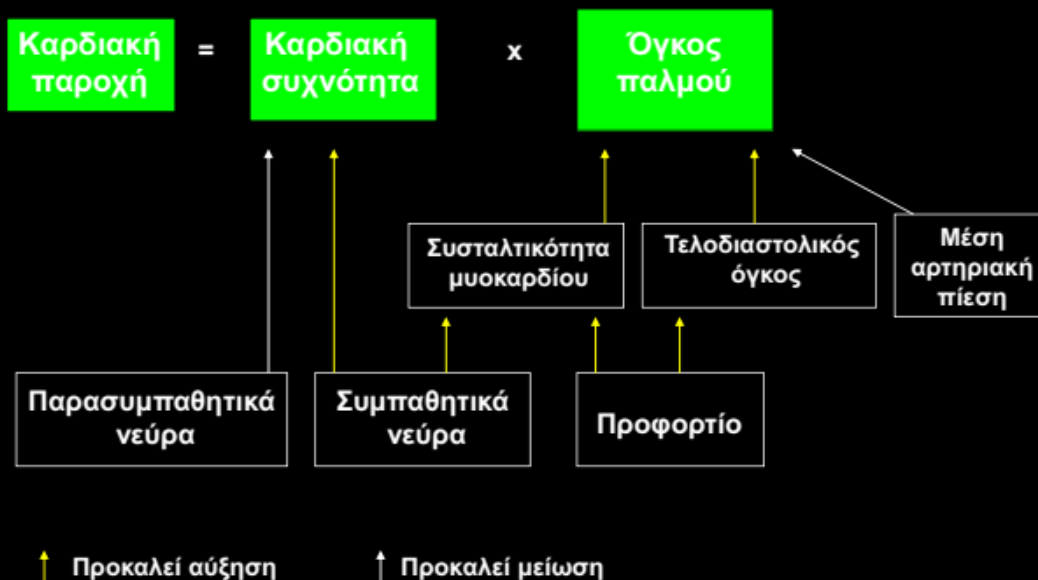 Καρδιακή
παροχή
=
Καρδιακή
συχνότητα
x
Όγκος
παλμού
Συσταλτικότητα
μυοκαρδίου
Τελοδιαστολικός
όγκος
Μέση
αρτηριακή
πίεση
Παρασυμπαθητικά
νεύρα
Συμπαθητικά
νεύρα
Προφορτίο
Προκαλεί αύξηση
Προκαλεί μείωση